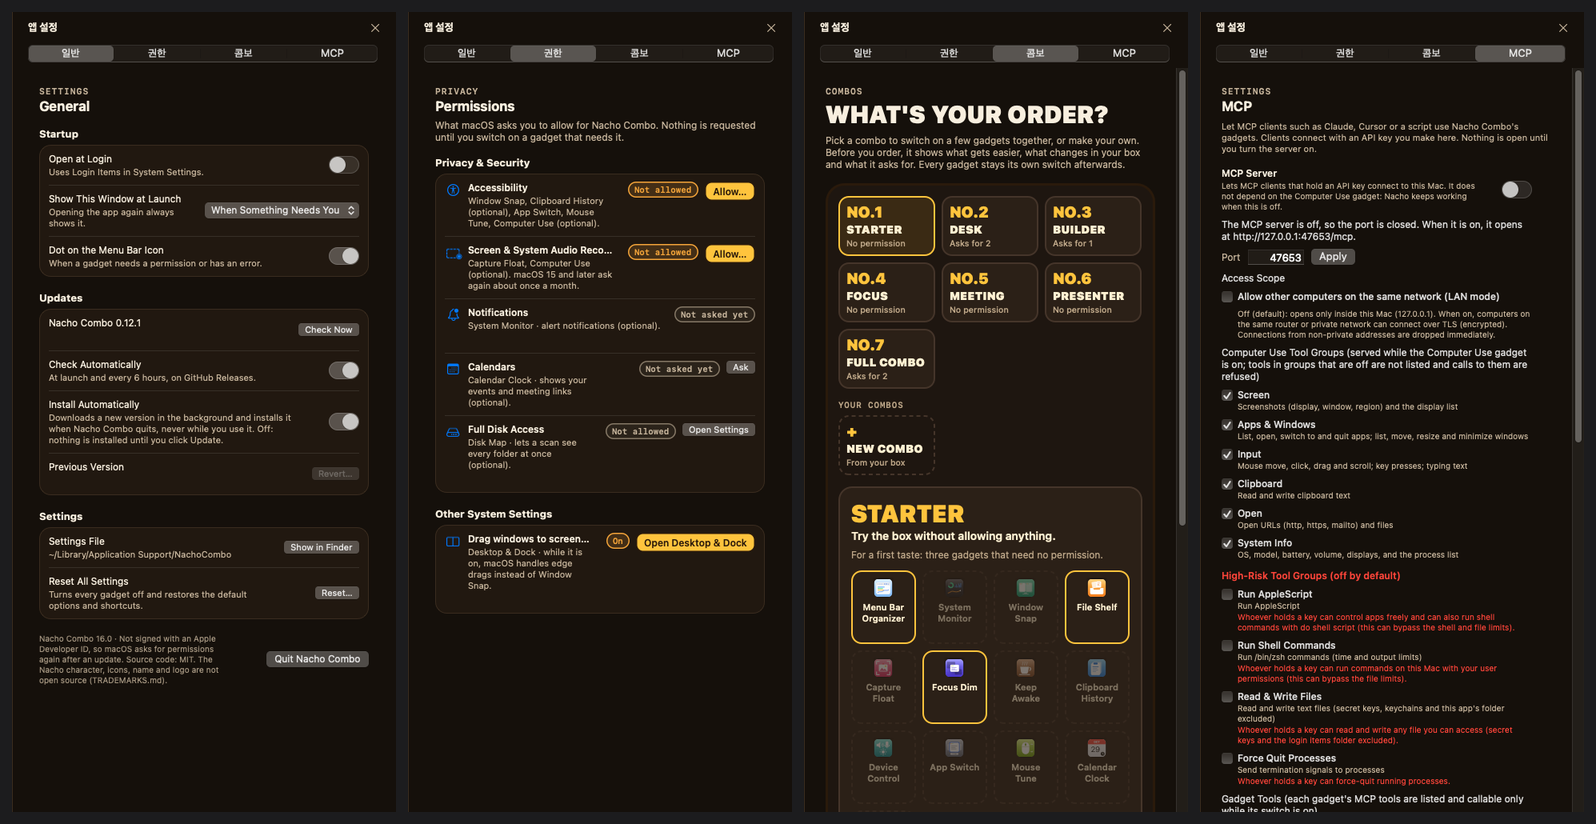 앱 설정
일반 권한 콤보 MCP
SETTINGS
General
Startup
Open at Login
Uses Login Items in System Settings.
Show This Window at Launch
Opening the app again always
shows it.
When Something Needs You
Dot on the Menu Bar Icon
When a gadget needs a permission or has an error.
Updates
Nacho Combo 0.12.1
Check Now
Check Automatically
At launch and every 6 hours, on GitHub Releases.
Install Automatically
Downloads a new version in the background and installs it
when Nacho Combo quits, never while you use it. Off:
nothing is installed until you click Update.
Previous Version
Revert...
Settings
Settings File
~/Library/Application Support/NachoCombo
Show in Finder
Reset All Settings
Turns every gadget off and restores the default
options and shortcuts.
Reset...
Nacho Combo 16.0 · Not signed with an Apple
Developer ID, so macOS asks for permissions
again after an update. Source code: MIT. The
Nacho character, icons, name and logo are not
open source (TRADEMARKS.md).
Quit Nacho Combo
앱 설정
일반 권한 콤보 MCP
PRIVACY
Permissions
What macOS asks you to allow for Nacho Combo. Nothing is requested
until you switch on a gadget that needs it.
Privacy & Security
Accessibility
Window Snap, Clipboard History
(optional), App Switch, Mouse
Tune, Computer Use (optional).
Not allowed
Allow...
Screen & System Audio Reco...
Capture Float, Computer Use
(optional). macOS 15 and later ask
again about once a month.
Not allowed
Allow...
Notifications
System Monitor · alert notifications (optional).
Not asked yet
Calendars
Calendar Clock · shows your
events and meeting links
(optional).
Not asked yet
Ask
Full Disk Access
Disk Map · lets a scan see
every folder at once
(optional).
Not allowed
Open Settings
Other System Settings
Drag windows to screen...
Desktop & Dock · while it is
on, macOS handles edge
drags instead of Window
Snap.
On
Open Desktop & Dock
앱 설정
일반 권한 콤보 MCP
COMBOS
WHAT'S YOUR ORDER?
Pick a combo to switch on a few gadgets together, or make your own.
Before you order, it shows what gets easier, what changes in your box
and what it asks for. Every gadget stays its own switch afterwards.
NO.1
STARTER
No permission
NO.2
DESK
Asks for 2
NO.3
BUILDER
Asks for 1
NO.4
FOCUS
No permission
NO.5
MEETING
No permission
NO.6
PRESENTER
No permission
NO.7
FULL COMBO
Asks for 2
YOUR COMBOS
+
NEW COMBO
From your box
STARTER
Try the box without allowing anything.
For a first taste: three gadgets that need no permission.
Menu Bar
Organizer
System
Monitor
Window
Snap
File Shelf
Capture
Float
Focus Dim
Keep
Awake
Clipboard
History
Device
Control
App Switch
Mouse
Tune
29
Calendar
Clock
앱 설정
일반 권한 콤보 MCP
SETTINGS
MCP
Let MCP clients such as Claude, Cursor or a script use Nacho Combo's
gadgets. Clients connect with an API key you make here. Nothing is open until
you turn the server on.
MCP Server
Lets MCP clients that hold an API key connect to this Mac. It does
not depend on the Computer Use gadget: Nacho keeps working
when this is off.
The MCP server is off, so the port is closed. When it is on, it opens
at http://127.0.0.1:47653/mcp.
Port 47653 Apply
Access Scope
Allow other computers on the same network (LAN mode)
Off (default): opens only inside this Mac (127.0.0.1). When on, computers on
the same router or private network can connect over TLS (encrypted).
Connections from non-private addresses are dropped immediately.
Computer Use Tool Groups (served while the Computer Use gadget
is on; tools in groups that are off are not listed and calls to them are
refused)
Screen
Screenshots (display, window, region) and the display list
Apps & Windows
List, open, switch to and quit apps; list, move, resize and minimize windows
Input
Mouse move, click, drag and scroll; key presses; typing text
Clipboard
Read and write clipboard text
Open
Open URLs (http, https, mailto) and files
System Info
OS, model, battery, volume, displays, and the process list
High-Risk Tool Groups (off by default)
Run AppleScript
Run AppleScript
Whoever holds a key can control apps freely and can also run shell
commands with do shell script (this can bypass the shell and file limits).
Run Shell Commands
Run /bin/zsh commands (time and output limits)
Whoever holds a key can run commands on this Mac with your user
permissions (this can bypass the file limits).
Read & Write Files
Read and write text files (secret keys, keychains and this app's folder
excluded)
Whoever holds a key can read and write any file you can access (secret
keys and the login items folder excluded).
Force Quit Processes
Send termination signals to processes
Whoever holds a key can force-quit running processes.
Gadget Tools (each gadget's MCP tools are listed and callable only
while its switch is on)